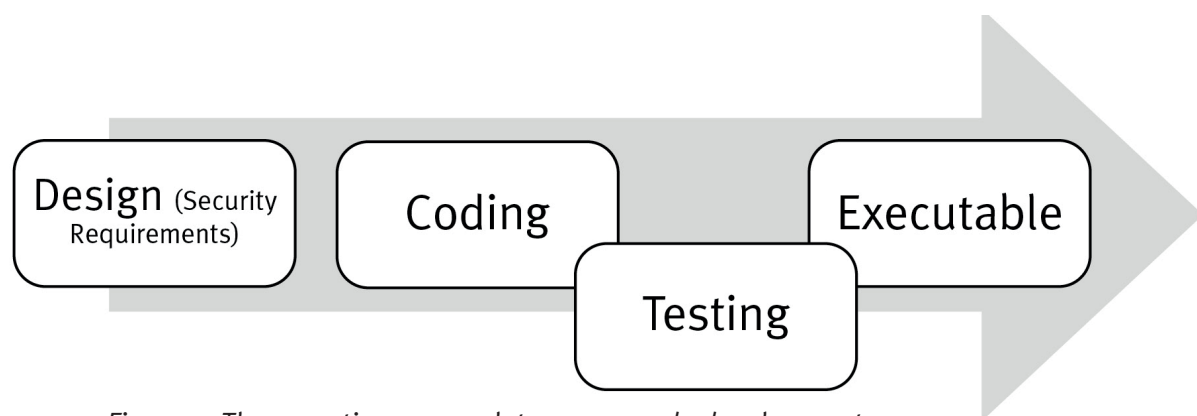 Design (Security
Requirements)
Coding
Executable
Testing